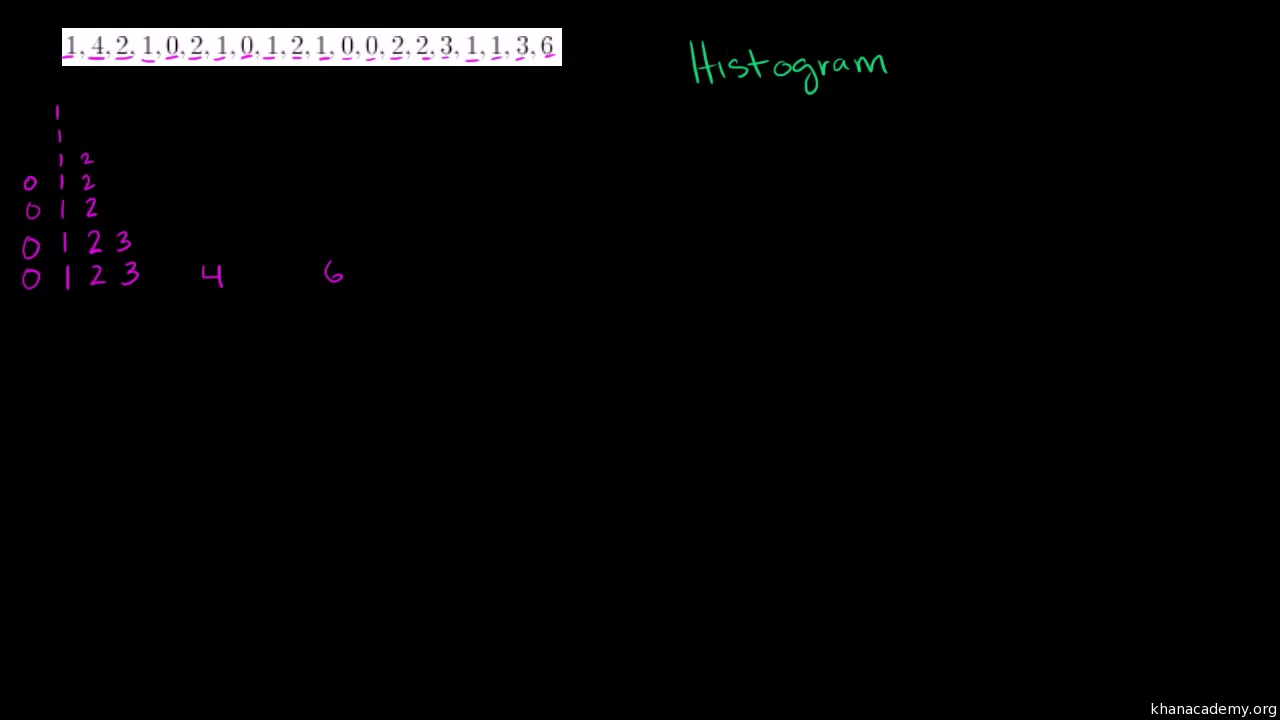 1, 4, 2, 1, 0, 2, 1, 0, 1, 2, 1, 0, 0, 2, 2, 3, 1, 1, 3, 6
Histogram
1
1
1 2
0 1 2
0 1 2
0 1 2 3
0 1 2 3 4 6
khanacademy.org